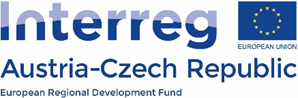 Interreg
EUROPEAN UNION
Austria-Czech Republic
European Regional Development Fund